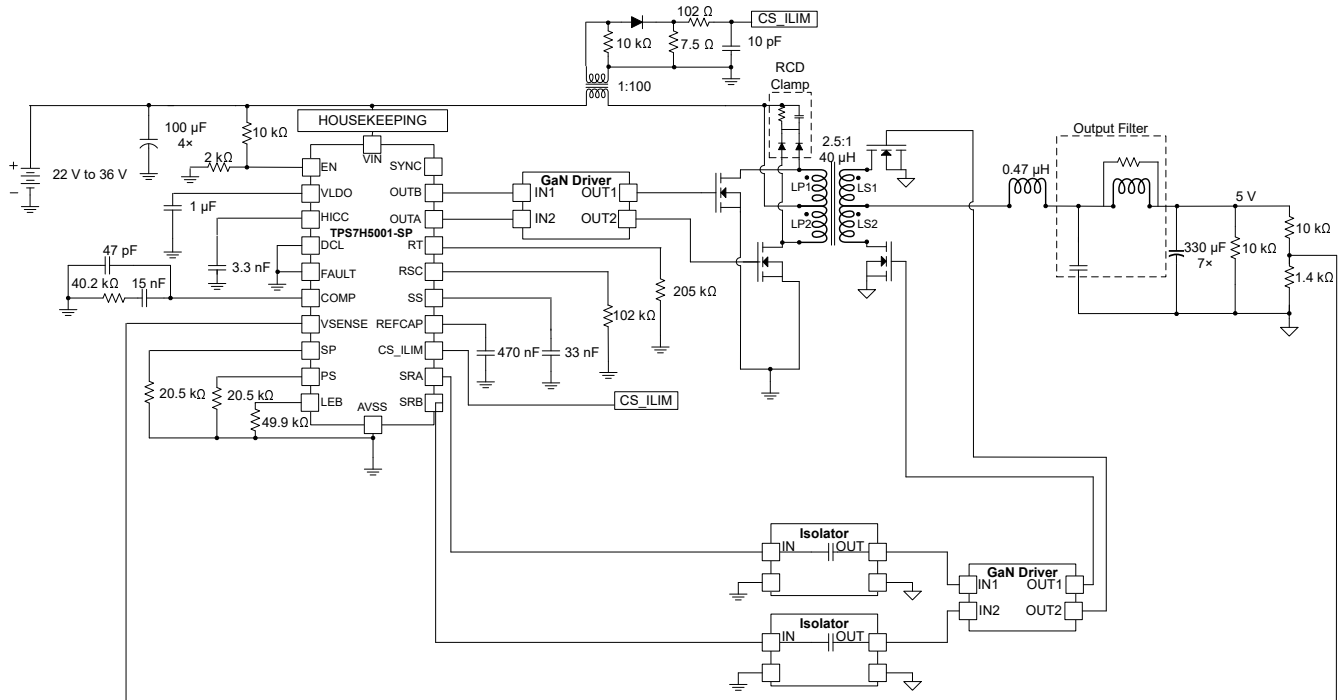 102 Ω
CS_ILIM
10 kΩ
7.5 Ω
10 pF
1:100
RCD
Clamp
HOUSEKEEPING
100 µF
4×
10 kΩ
2 kΩ
22 V to 36 V
+
-
1 µF
3.3 nF
47 pF
40.2 kΩ
15 nF
20.5 kΩ
20.5 kΩ
49.9 kΩ
VIN
EN
VLDO
HICC
DCL
FAULT
COMP
VSENSE
SP
PS
LEB
TPS7H5001-SP
SYNC
OUTB
OUTA
RT
RSC
SS
REFCAP
CS_ILIM
SRA
SRB
AVSS
GaN Driver
IN1
OUT1
IN2
OUT2
205 kΩ
102 kΩ
470 nF
33 nF
CS_ILIM
2.5:1
40 µH
LP1
LS1
LP2
LS2
0.47 µH
Output Filter
5 V
330 µF
7×
10 kΩ
10 kΩ
1.4 kΩ
Isolator
IN
OUT
Isolator
IN
OUT
GaN Driver
IN1
OUT1
IN2
OUT2